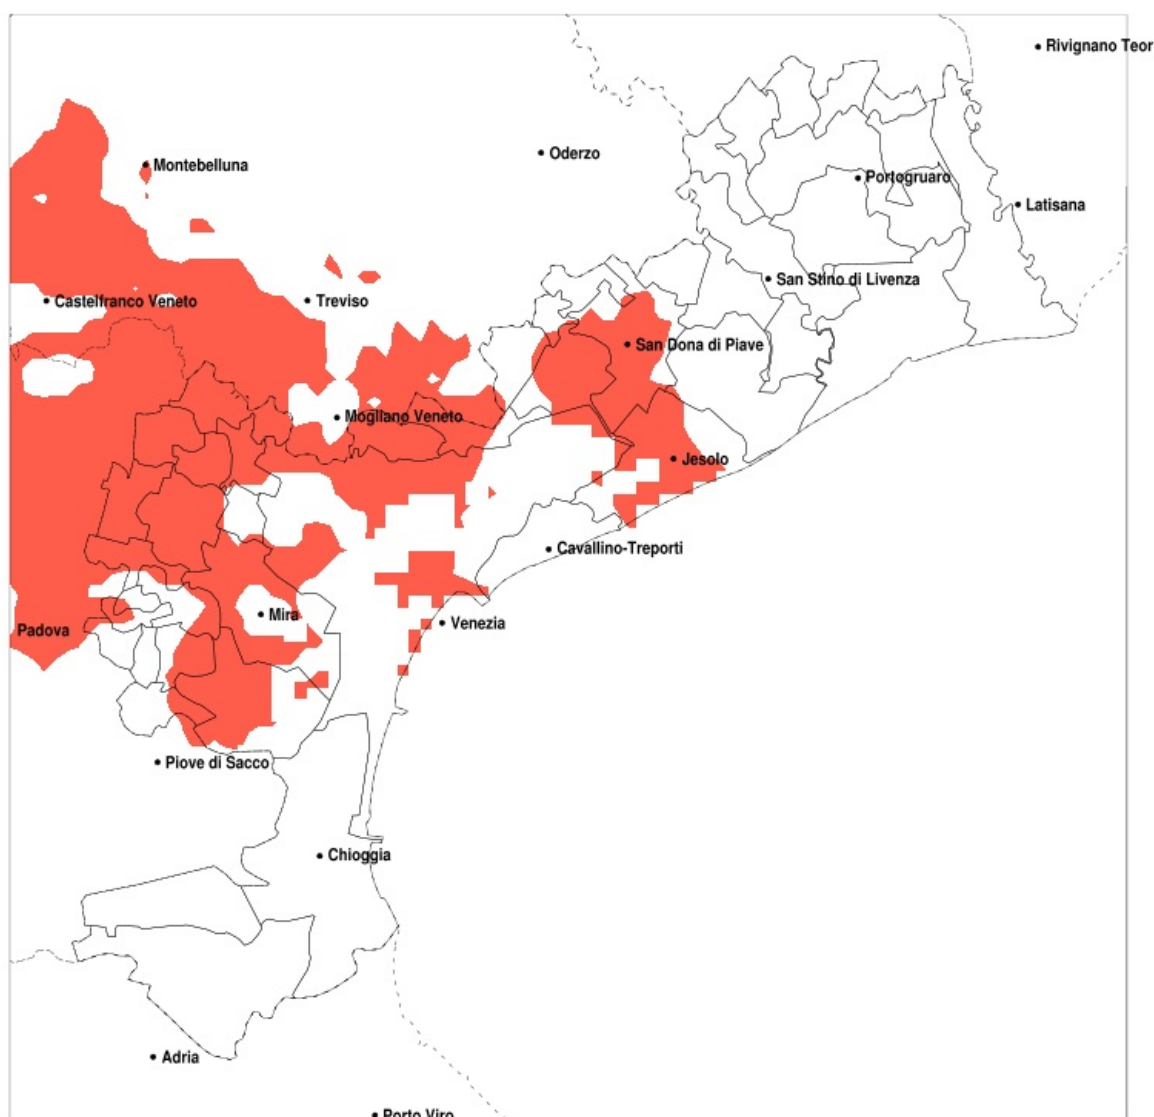 Rivignano Teor
Oderzo
Montebelluna
Portogruaro
Latisana
San Stino di Livenza
Castelfranco Veneto
Treviso
San Dona di Piave
Mogliano Veneto
Jesolo
Cavallino-Treporti
Mira
Venezia
Padova
Piove di Sacco
Chioggia
Adria
Porto Viro